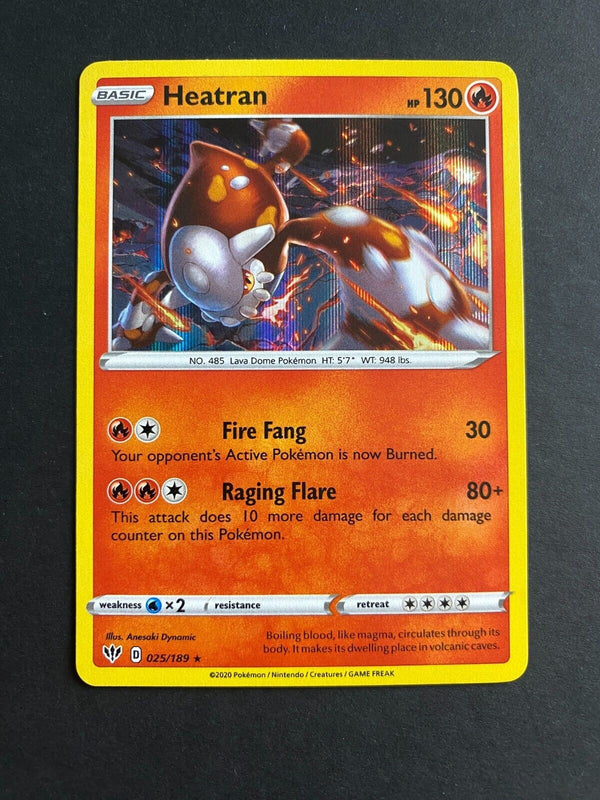 BASIC Heatran HP 130
NO. 485 Lava Dome Pokémon HT: 5'7" WT: 948 lbs.
Fire Fang 30
Your opponent's Active Pokémon is now Burned.
Raging Flare 80+
This attack does 10 more damage for each damage
counter on this Pokémon.
weakness ×2 resistance retreat
Illus. Anesaki Dynamic
Boiling blood, like magma, circulates through its
body. It makes its dwelling place in volcanic caves.
D 025/189 ★
©2020 Pokémon / Nintendo / Creatures / GAME FREAK